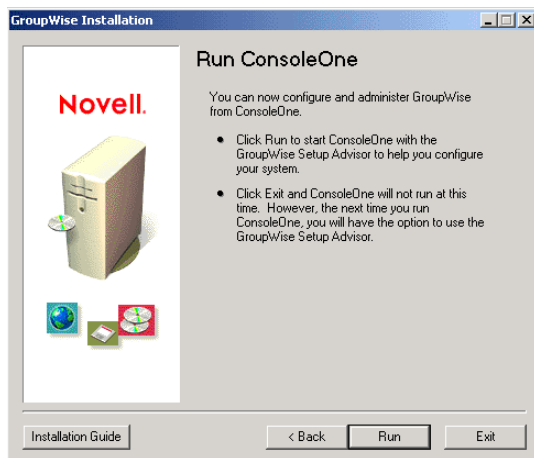 GroupWise Installation
Run ConsoleOne
Novell.
You can now configure and administer GroupWise
from ConsoleOne.
• Click Run to start ConsoleOne with the
GroupWise Setup Advisor to help you configure
your system.
• Click Exit and ConsoleOne will not run at this
time. However, the next time you run
ConsoleOne, you will have the option to use the
GroupWise Setup Advisor.
Installation Guide
< Back
Run
Exit